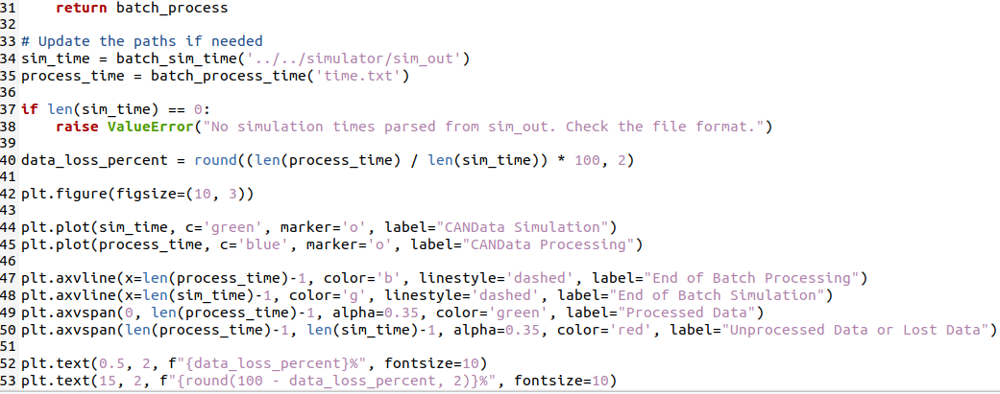 31     return batch_process
32
33 # Update the paths if needed
34 sim_time = batch_sim_time('../../simulator/sim_out')
35 process_time = batch_process_time('time.txt')
36
37 if len(sim_time) == 0:
38     raise ValueError("No simulation times parsed from sim_out. Check the file format.")
39
40 data_loss_percent = round((len(process_time) / len(sim_time)) * 100, 2)
41
42 plt.figure(figsize=(10, 3))
43
44 plt.plot(sim_time, c='green', marker='o', label="CANData Simulation")
45 plt.plot(process_time, c='blue', marker='o', label="CANData Processing")
46
47 plt.axvline(x=len(process_time)-1, color='b', linestyle='dashed', label="End of Batch Processing")
48 plt.axvline(x=len(sim_time)-1, color='g', linestyle='dashed', label="End of Batch Simulation")
49 plt.axvspan(0, len(process_time)-1, alpha=0.35, color='green', label="Processed Data")
50 plt.axvspan(len(process_time)-1, len(sim_time)-1, alpha=0.35, color='red', label="Unprocessed Data or Lost Data")
51
52 plt.text(0.5, 2, f"{data_loss_percent}%", fontsize=10)
53 plt.text(15, 2, f"{round(100 - data_loss_percent, 2)}%", fontsize=10)